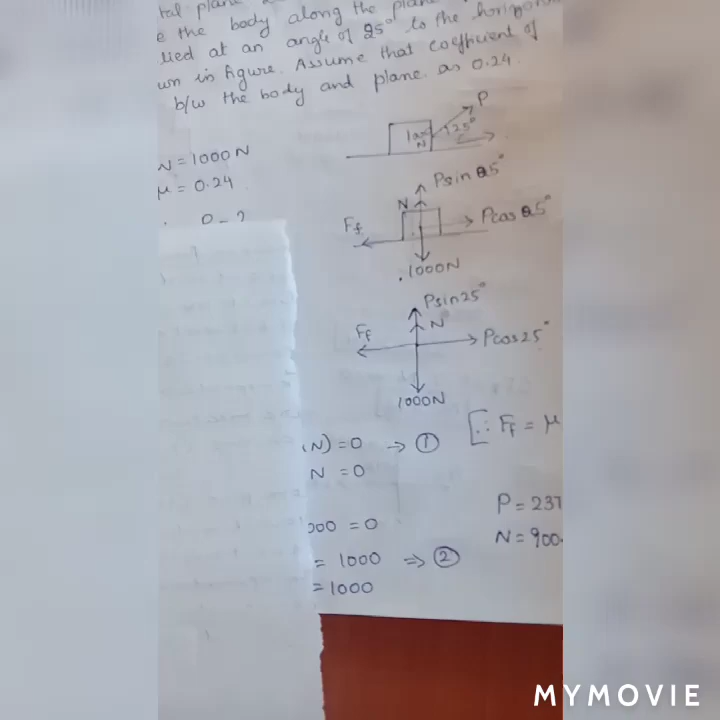 tal plane
e the body along the plane
lied at an angle of 25° to the horizon
wn in figure. Assume that coefficient of
b/w the body and plane as 0.24.
P
25°
N = 1000 N
μ = 0.24
Psin 25°
N
Ff
Pcos 25°
.1000N
Psin25°
N
Ff
Pcos25°
1000N
(N) = 0 → ① [∴ Ff = μ
N = 0
P = 237
000 = 0
N = 900.
= 1000 ⇒ ②
= 1000
MYMOVIE